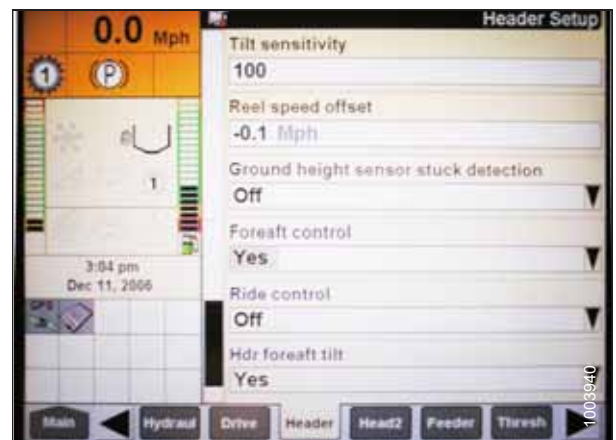 0.0 Mph
Header Setup
1
(P)
Tilt sensitivity
100
Reel speed offset
-0.1 Mph
Ground height sensor stuck detection
Off
Foreaft control
Yes
Ride control
Off
Hdr foreaft tilt
Yes
1
3:04 pm
Dec 11, 2006
GPS
Main
Hydraul
Drive
Header
Head2
Feeder
Thresh
1003940